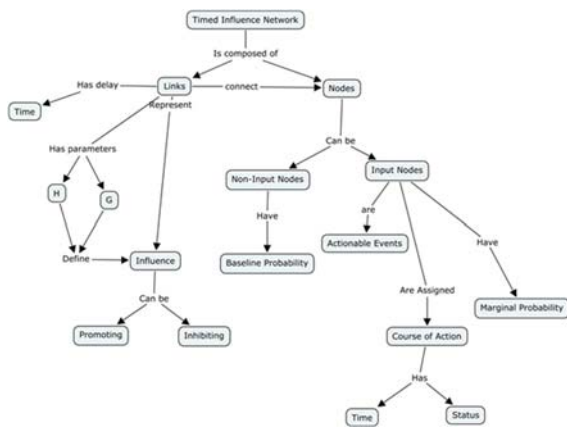 Timed Influence Network
Is composed of
Has delay
Links
connect
Nodes
Represent
Time
Can be
Has parameters
Non-Input Nodes
Input Nodes
H
G
Have
are
Have
Actionable Events
Define
Influence
Baseline Probability
Are Assigned
Can be
Marginal Probability
Promoting
Inhibiting
Course of Action
Has
Time
Status